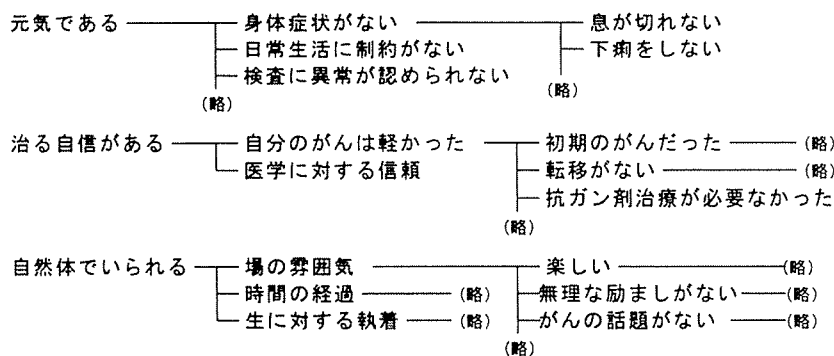 元気である 身体症状がない 息が切れない
日常生活に制約がない 下痢をしない
検査に異常が認められない
(略) (略)
治る自信がある 自分のがんは軽かった 初期のがんだった (略)
医学に対する信頼 転移がない (略)
抗ガン剤治療が必要なかった
(略)
自然体でいられる 場の雰囲気 楽しい (略)
時間の経過 (略) 無理な励ましがない (略)
生に対する執着 (略) がんの話題がない (略)
(略)